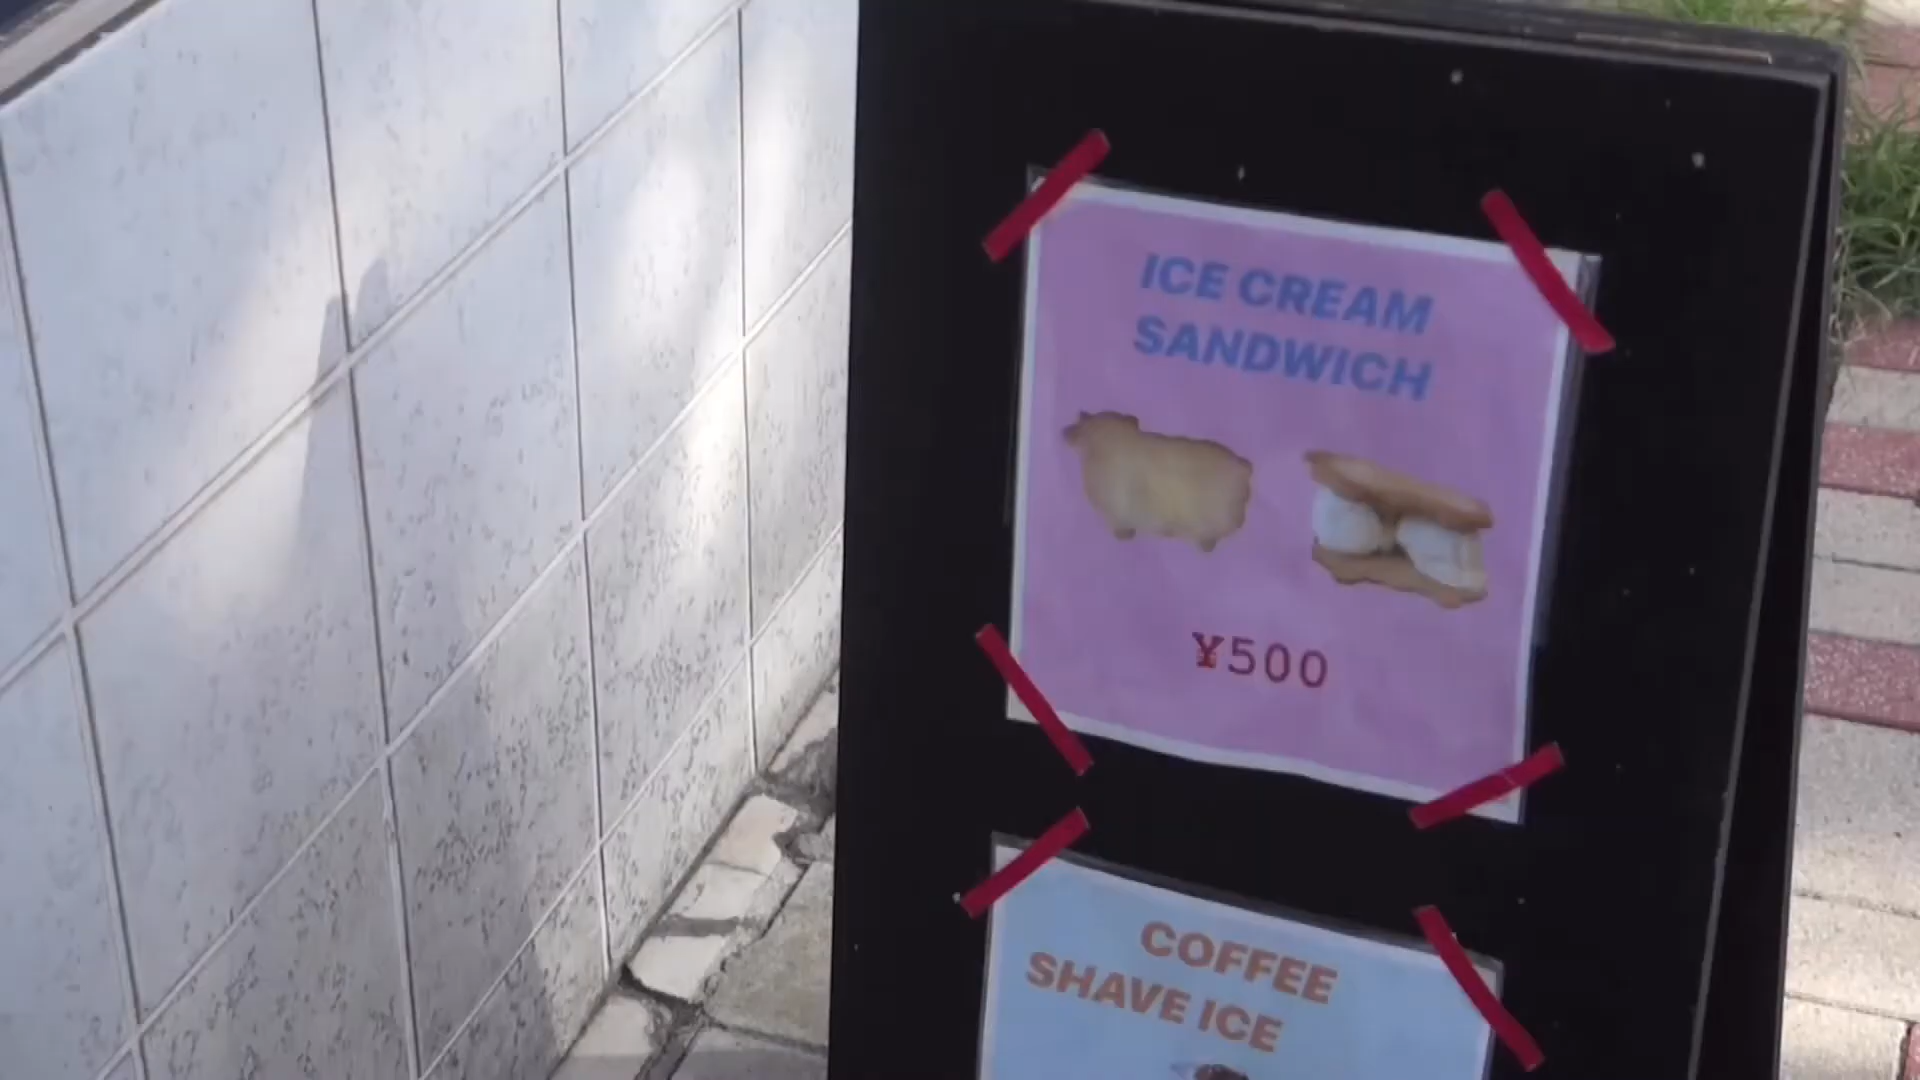 ICE CREAM
SANDWICH
¥500
COFFEE
SHAVE ICE